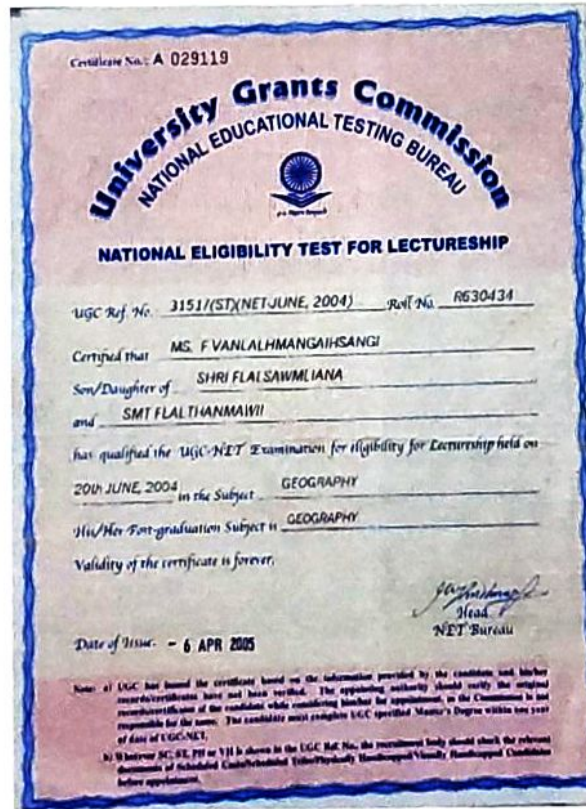 Certificate No.: A 029119
University Grants Commission
NATIONAL EDUCATIONAL TESTING BUREAU
NATIONAL ELIGIBILITY TEST FOR LECTURESHIP
UGC Ref. No. 3151/(ST)(NET-JUNE, 2004) Roll No. R630434
Certified that MS. F VANLALHMANGAIHSANGI
Son/Daughter of SHRI FLALSAWMLIANA
and SMT FLALTHANMAWII
has qualified the UGC-NET Examination for eligibility for Lectureship held on
20th JUNE, 2004 in the Subject GEOGRAPHY
His/Her Post-graduation Subject is GEOGRAPHY
Validity of the certificate is forever.
Head
NET Bureau
Date of Issue. - 6 APR 2005
Note: a) UGC has issued the certificate based on the information provided by the candidate and his/her
records/certificates have not been verified. The appointing authority should verify the original
records/certificates of the candidate while considering him/her for appointment, as the Commission is not
responsible for the same. The candidate must complete UGC specified Master's Degree within one year
of date of UGC-NET.
b) Wherever SC, ST, PH or VH is shown in the UGC Ref. No., the recruitment body should check the relevant
documents of Scheduled Caste/Scheduled Tribe/Physically Handicapped/Visually Handicapped Candidates
before appointment.